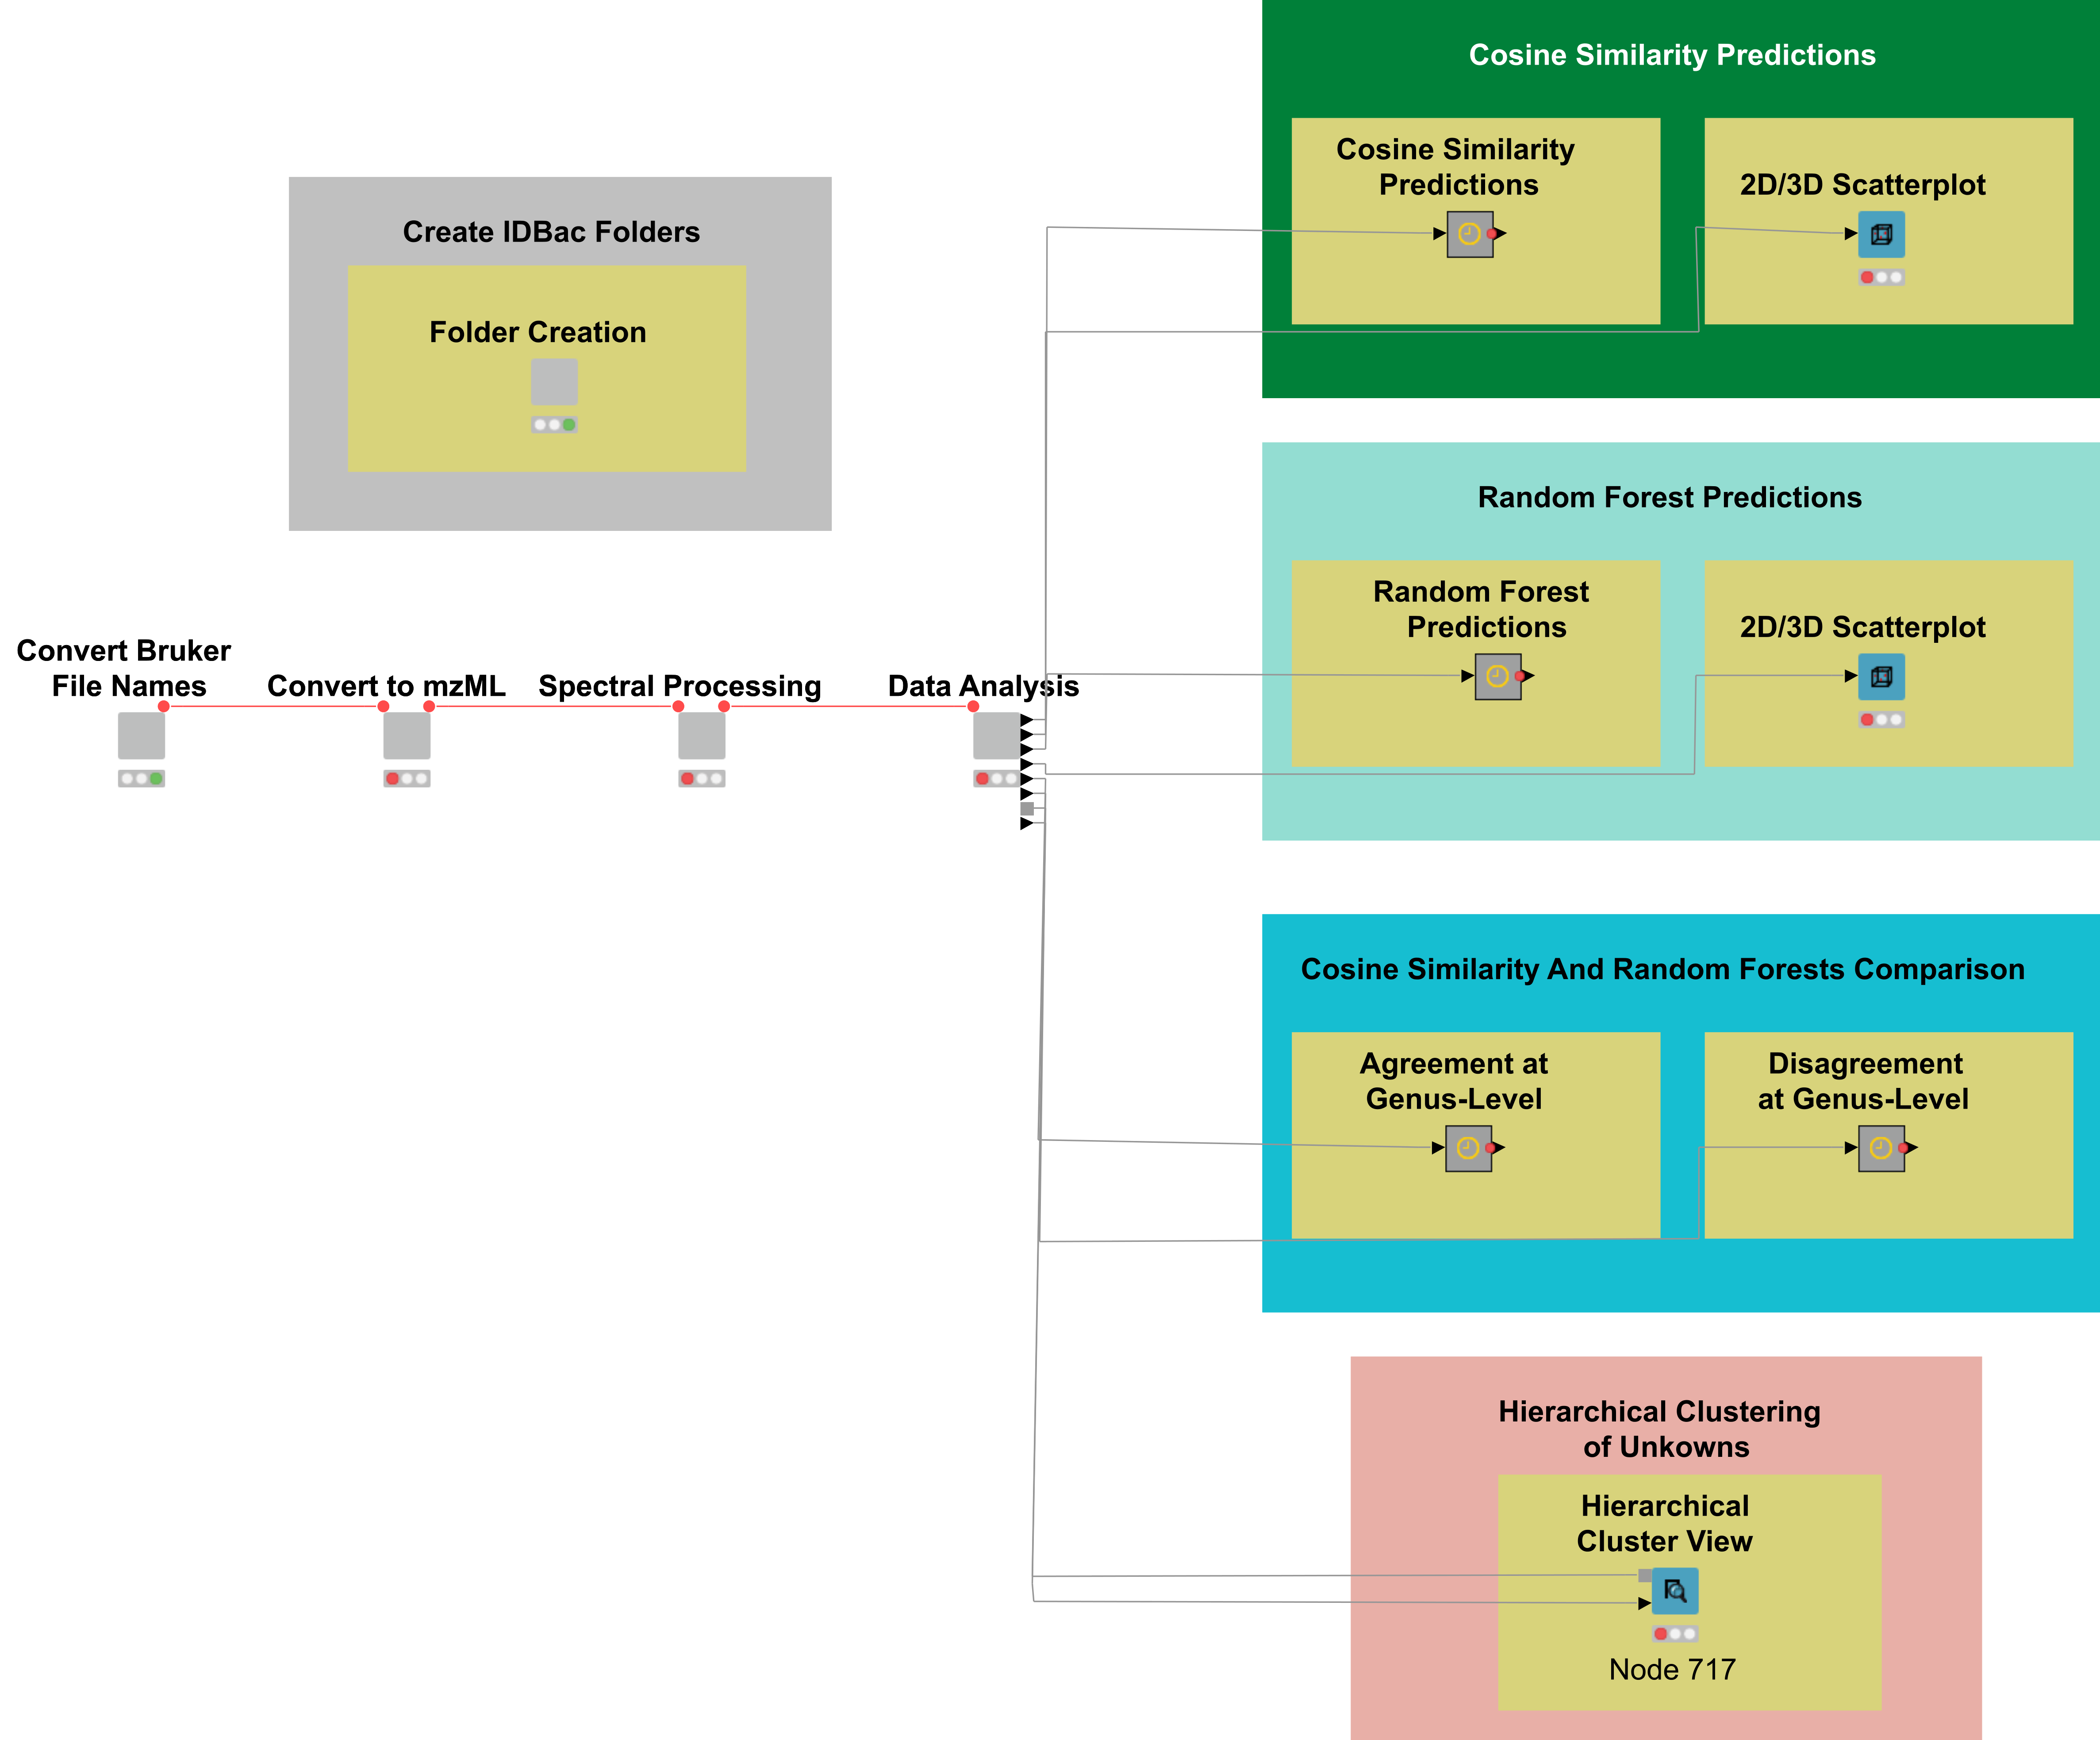 Cosine Similarity Predictions
Cosine Similarity
Predictions
2D/3D Scatterplot
Create IDBac Folders
Folder Creation
Random Forest Predictions
Random Forest
Predictions
2D/3D Scatterplot
Convert Bruker
File Names
Convert to mzML
Spectral Processing
Data Analysis
Cosine Similarity And Random Forests Comparison
Agreement at
Genus-Level
Disagreement
at Genus-Level
Hierarchical Clustering
of Unkowns
Hierarchical
Cluster View
Node 717